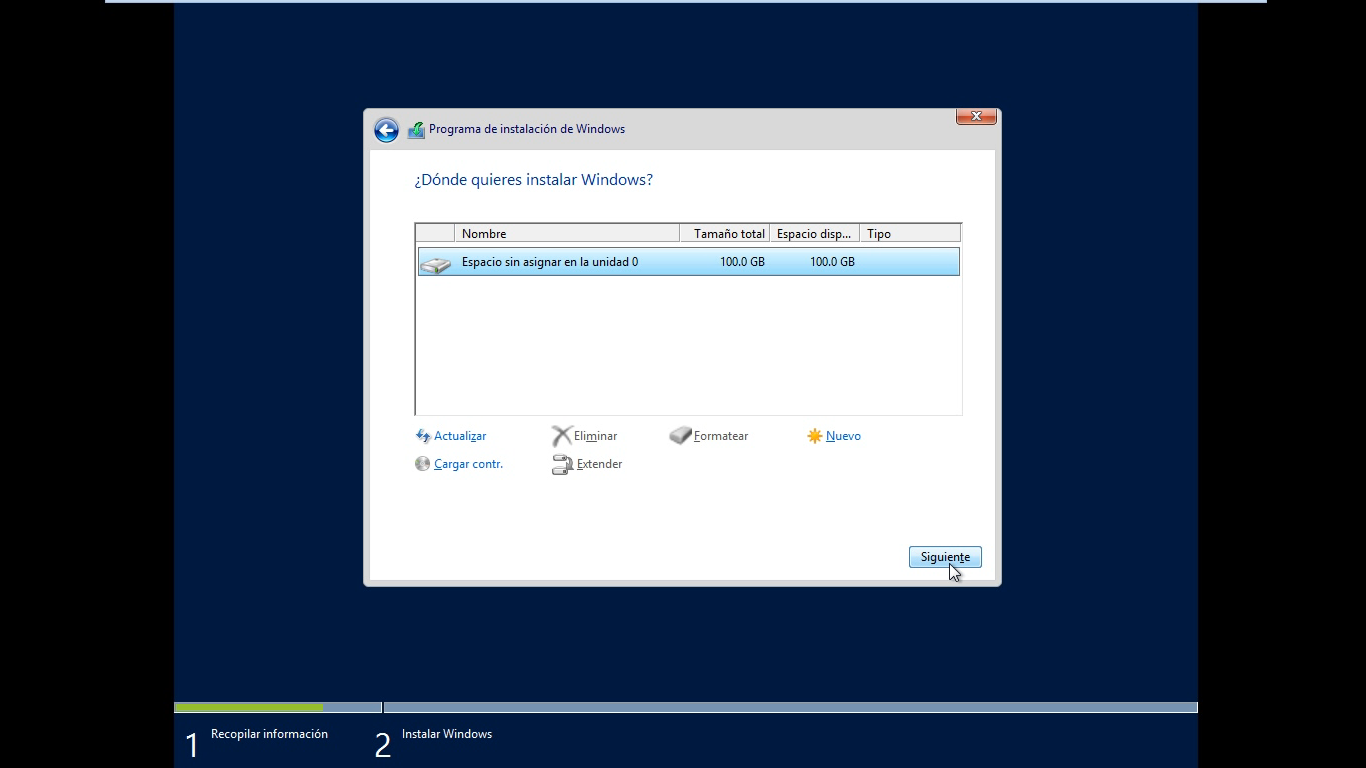 Programa de instalación de Windows
¿Dónde quieres instalar Windows?
Nombre Tamaño total Espacio disp... Tipo
Espacio sin asignar en la unidad 0 100.0 GB 100.0 GB
Actualizar Eliminar Formatear Nuevo
Cargar contr. Extender
Siguiente
1 Recopilar información 2 Instalar Windows